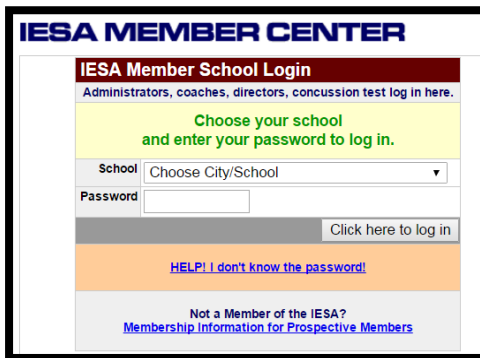 IESA MEMBER CENTER
IESA Member School Login
Administrators, coaches, directors, concussion test log in here.
Choose your school
and enter your password to log in.
School Choose City/School
Password
Click here to log in
HELP! I don't know the password!
Not a Member of the IESA?
Membership Information for Prospective Members